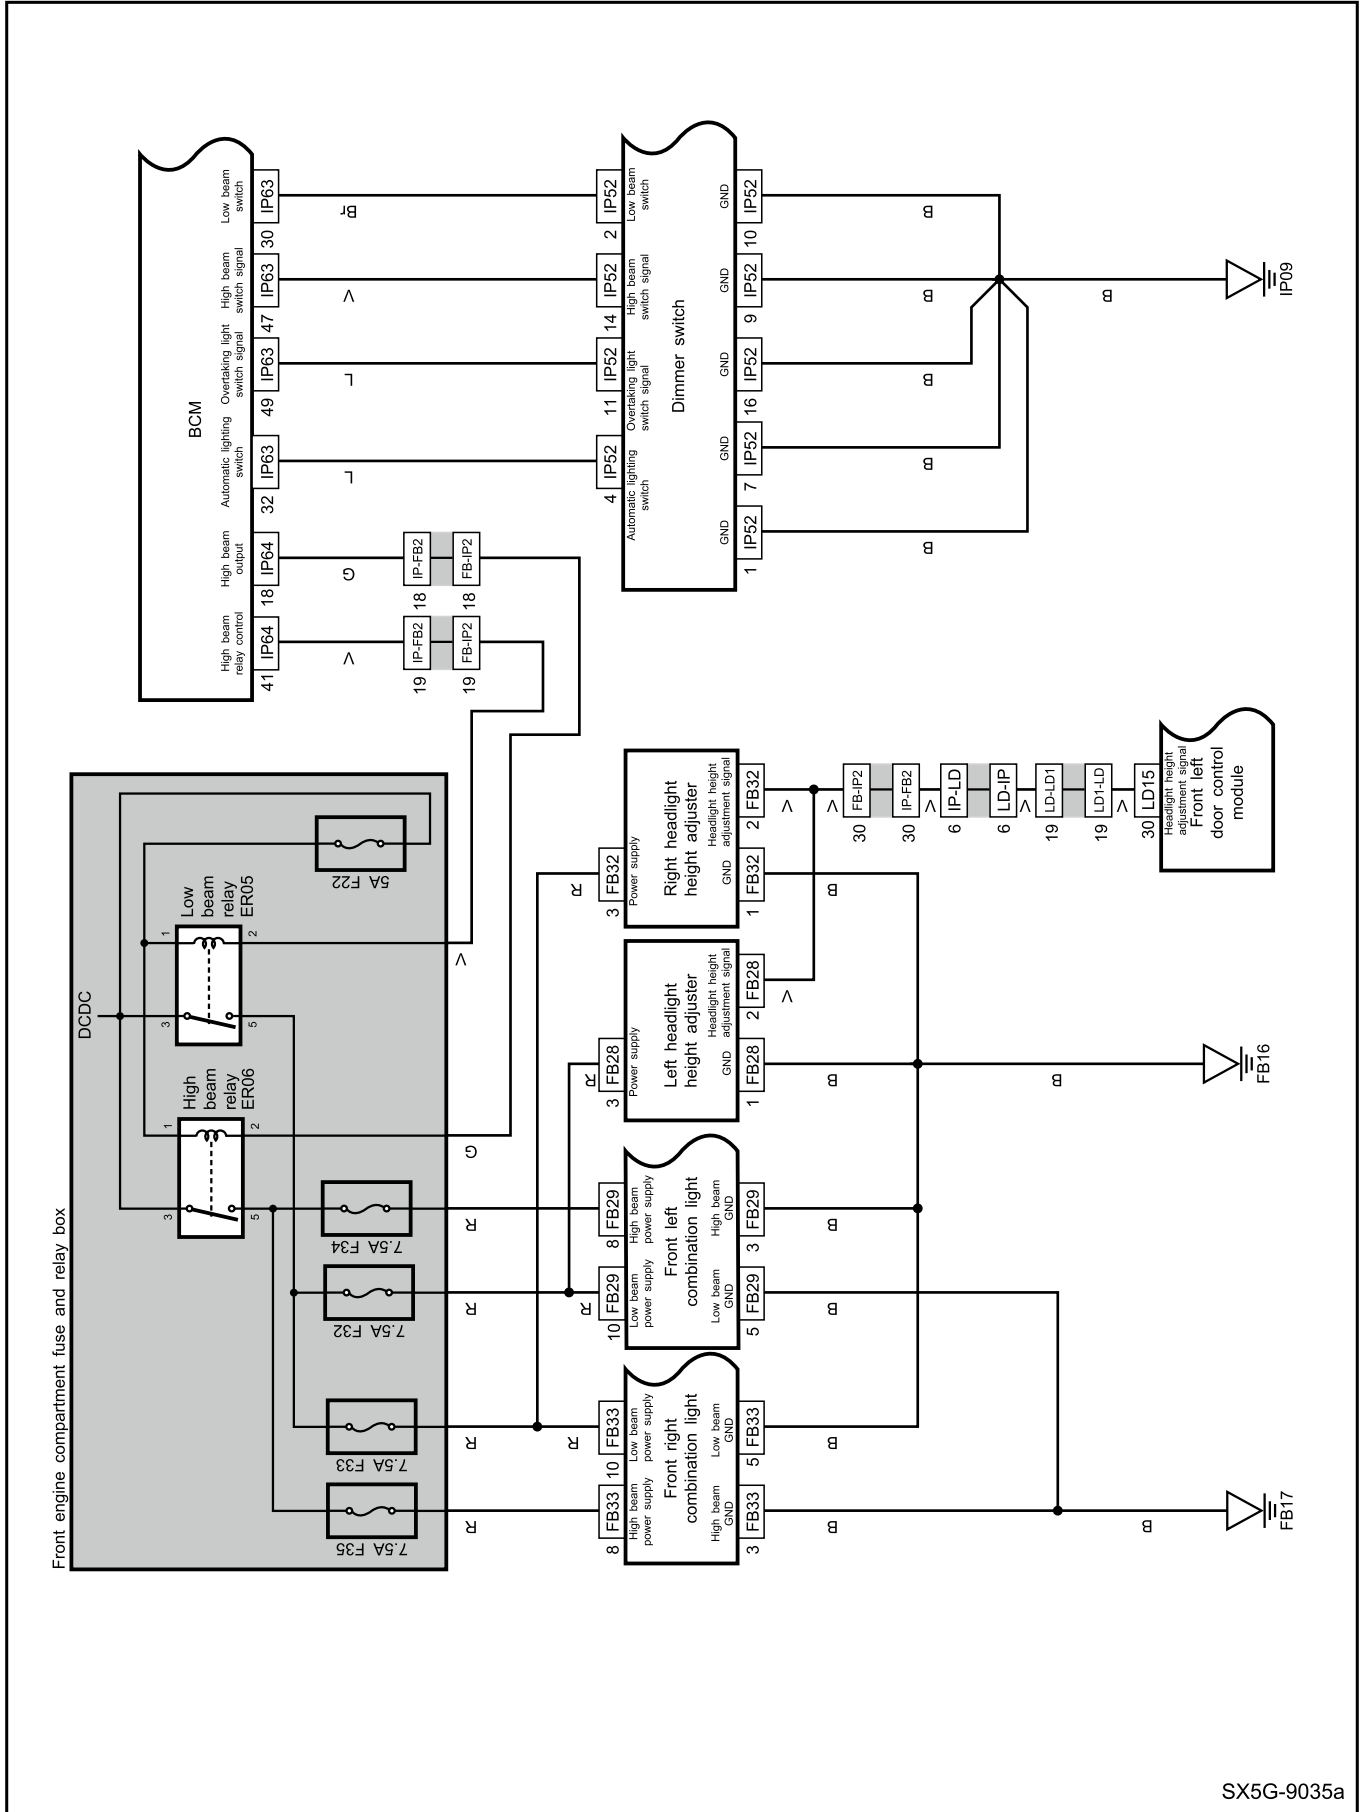 Front engine compartment fuse and relay box
DCDC
High
beam
relay
ER06
1
2
3
5
Low
beam
relay
ER05
1
2
3
5
5A F22
7.5A F34
7.5A F32
7.5A F33
7.5A F35
V
G
R
R
R
R
BCM
High beam
relay control
41
IP64
High beam
output
18
IP64
Automatic lighting
switch
32
IP63
Overtaking light
switch signal
49
IP63
High beam
switch signal
47
IP63
Low beam
switch
30
IP63
V
G
L
L
V
Br
19
IP-FB2
19
FB-IP2
18
IP-FB2
18
FB-IP2
4
IP52
Automatic lighting
switch
11
IP52
Overtaking light
switch signal
14
IP52
High beam
switch signal
2
IP52
Low beam
switch
Dimmer switch
GND
1
IP52
GND
7
IP52
GND
16
IP52
GND
9
IP52
GND
10
IP52
B
B
B
B
B
B
IP09
8
FB33
High beam
power supply
10
FB33
Low beam
power supply
R
Front right
combination light
High beam
GND
3
FB33
Low beam
GND
5
FB33
B
B
10
FB29
Low beam
power supply
8
FB29
High beam
power supply
R
Front left
combination light
Low beam
GND
5
FB29
High beam
GND
3
FB29
B
B
3
FB28
Power supply
R
Left headlight
height adjuster
GND
1
FB28
Headlight height
adjustment signal
2
FB28
B
V
3
FB32
Power supply
R
Right headlight
height adjuster
GND
1
FB32
Headlight height
adjustment signal
2
FB32
B
V
V
30
FB-IP2
30
IP-FB2
V
6
IP-LD
6
LD-IP
V
19
LD-LD1
19
LD1-LD
V
30
LD15
Headlight height
adjustment signal
Front left
door control
module
B
FB16
B
FB17
SX5G-9035a